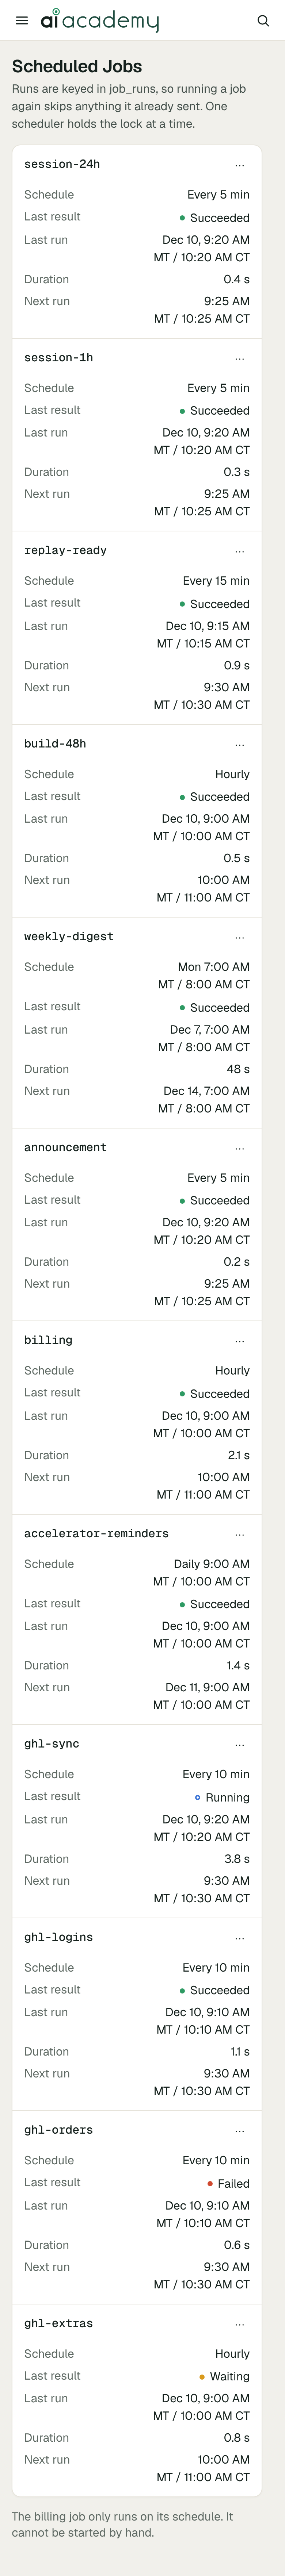 ai academy
Scheduled Jobs
Runs are keyed in job_runs, so running a job
again skips anything it already sent. One
scheduler holds the lock at a time.
session-24h ...
Schedule Every 5 min
Last result Succeeded
Last run Dec 10, 9:20 AM
MT / 10:20 AM CT
Duration 0.4 s
Next run 9:25 AM
MT / 10:25 AM CT
session-1h ...
Schedule Every 5 min
Last result Succeeded
Last run Dec 10, 9:20 AM
MT / 10:20 AM CT
Duration 0.3 s
Next run 9:25 AM
MT / 10:25 AM CT
replay-ready ...
Schedule Every 15 min
Last result Succeeded
Last run Dec 10, 9:15 AM
MT / 10:15 AM CT
Duration 0.9 s
Next run 9:30 AM
MT / 10:30 AM CT
build-48h ...
Schedule Hourly
Last result Succeeded
Last run Dec 10, 9:00 AM
MT / 10:00 AM CT
Duration 0.5 s
Next run 10:00 AM
MT / 11:00 AM CT
weekly-digest ...
Schedule Mon 7:00 AM
MT / 8:00 AM CT
Last result Succeeded
Last run Dec 7, 7:00 AM
MT / 8:00 AM CT
Duration 48 s
Next run Dec 14, 7:00 AM
MT / 8:00 AM CT
announcement ...
Schedule Every 5 min
Last result Succeeded
Last run Dec 10, 9:20 AM
MT / 10:20 AM CT
Duration 0.2 s
Next run 9:25 AM
MT / 10:25 AM CT
billing ...
Schedule Hourly
Last result Succeeded
Last run Dec 10, 9:00 AM
MT / 10:00 AM CT
Duration 2.1 s
Next run 10:00 AM
MT / 11:00 AM CT
accelerator-reminders ...
Schedule Daily 9:00 AM
MT / 10:00 AM CT
Last result Succeeded
Last run Dec 10, 9:00 AM
MT / 10:00 AM CT
Duration 1.4 s
Next run Dec 11, 9:00 AM
MT / 10:00 AM CT
ghl-sync ...
Schedule Every 10 min
Last result Running
Last run Dec 10, 9:20 AM
MT / 10:20 AM CT
Duration 3.8 s
Next run 9:30 AM
MT / 10:30 AM CT
ghl-logins ...
Schedule Every 10 min
Last result Succeeded
Last run Dec 10, 9:10 AM
MT / 10:10 AM CT
Duration 1.1 s
Next run 9:30 AM
MT / 10:30 AM CT
ghl-orders ...
Schedule Every 10 min
Last result Failed
Last run Dec 10, 9:10 AM
MT / 10:10 AM CT
Duration 0.6 s
Next run 9:30 AM
MT / 10:30 AM CT
ghl-extras ...
Schedule Hourly
Last result Waiting
Last run Dec 10, 9:00 AM
MT / 10:00 AM CT
Duration 0.8 s
Next run 10:00 AM
MT / 11:00 AM CT
The billing job only runs on its schedule. It
cannot be started by hand.